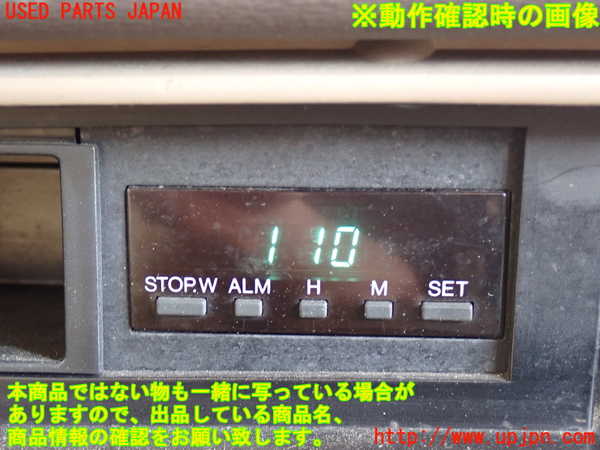 USED PARTS JAPAN
※動作確認時の画像
1 10
STOP.W ALM H M SET
本商品ではない物も一緒に写っている場合が
ありますので、出品している商品名、
商品情報の確認をお願い致します。
http://www.upjpn.com/